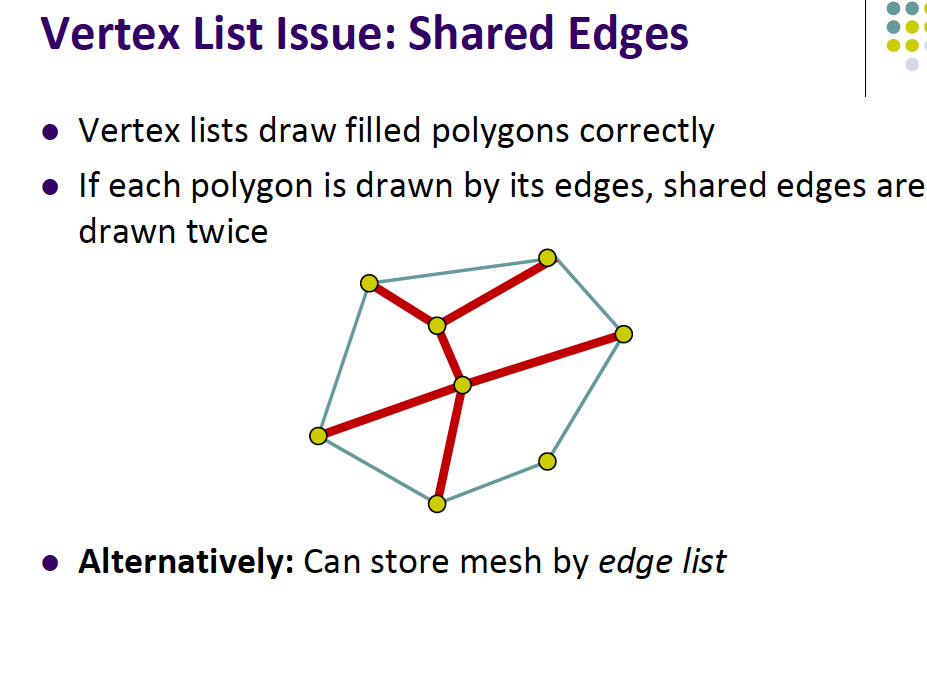 Vertex List Issue: Shared Edges
● Vertex lists draw filled polygons correctly
● If each polygon is drawn by its edges, shared edges are
drawn twice
● Alternatively: Can store mesh by edge list